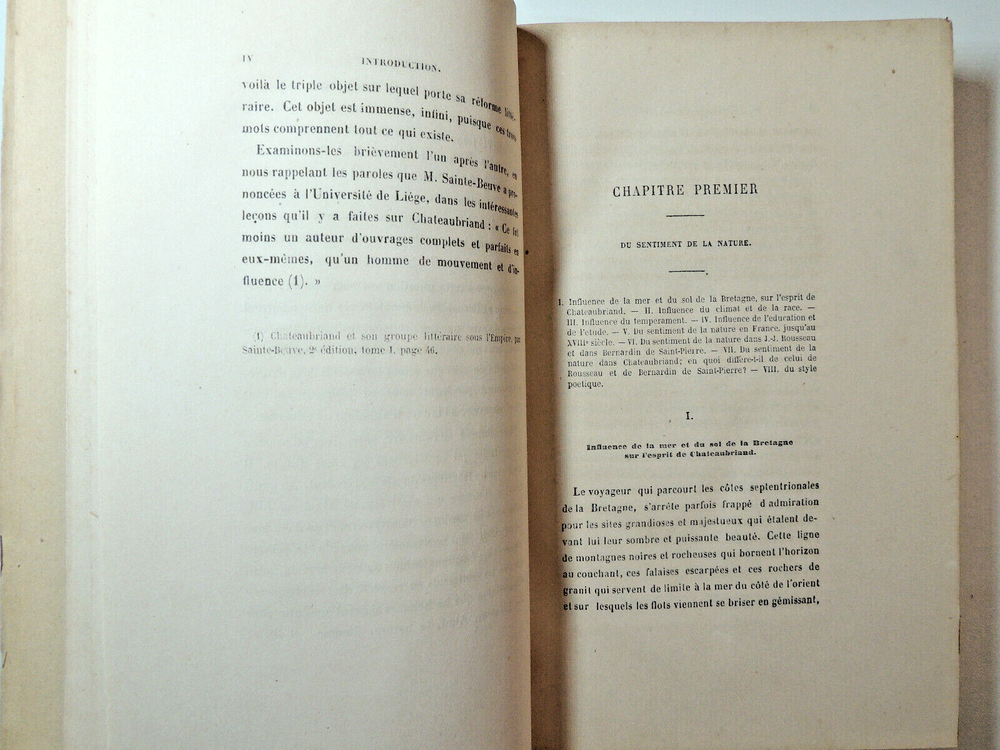 IV INTRODUCTION.
voilà le triple objet sur lequel porte sa réforme litté-
raire. Cet objet est immense, infini, puisque ces trois
mots comprennent tout ce qui existe.
Examinons-les brièvement l'un après l'autre, en
nous rappelant les paroles que M. Sainte-Beuve a pro-
noncées à l'Université de Liége, dans les intéressantes
leçons qu'il y a faites sur Chateaubriand : « Ce fut
moins un auteur d'ouvrages complets et parfaits en
eux-mêmes, qu'un homme de mouvement et d'in-
fluence (1). »
(1) Chateaubriand et son groupe littéraire sous l'Empire, par
Sainte-Beuve, 2e édition, tome I, page 46.
CHAPITRE PREMIER
DU SENTIMENT DE LA NATURE.
I. Influence de la mer et du sol de la Bretagne, sur l'esprit de
Chateaubriand. — II. Influence du climat et de la race. —
III. Influence du temperament. — IV. Influence de l'education et
de l'etude. — V. Du sentiment de la nature en France, jusqu'au
XVIIIe siècle. — VI. Du sentiment de la nature dans J.-J. Rousseau
et dans Bernardin de Saint-Pierre. — VII. Du sentiment de la
nature dans Chateaubriand; en quoi diffère-t-il de celui de
Rousseau et de Bernardin de Saint-Pierre? — VIII. du style
poetique.
I.
Influence de la mer et du sol de la Bretagne
sur l'esprit de Chateaubriand.
Le voyageur qui parcourt les côtes septentrionales
de la Bretagne, s'arrête parfois frappé d'admiration
pour les sites grandioses et majestueux qui étalent de-
vant lui leur sombre et puissante beauté. Cette ligne
de montagnes noires et rocheuses qui bornent l'horizon
au couchant, ces falaises escarpées et ces rochers de
granit qui servent de limite à la mer du côté de l'orient
et sur lesquels les flots viennent se briser en gémissant,